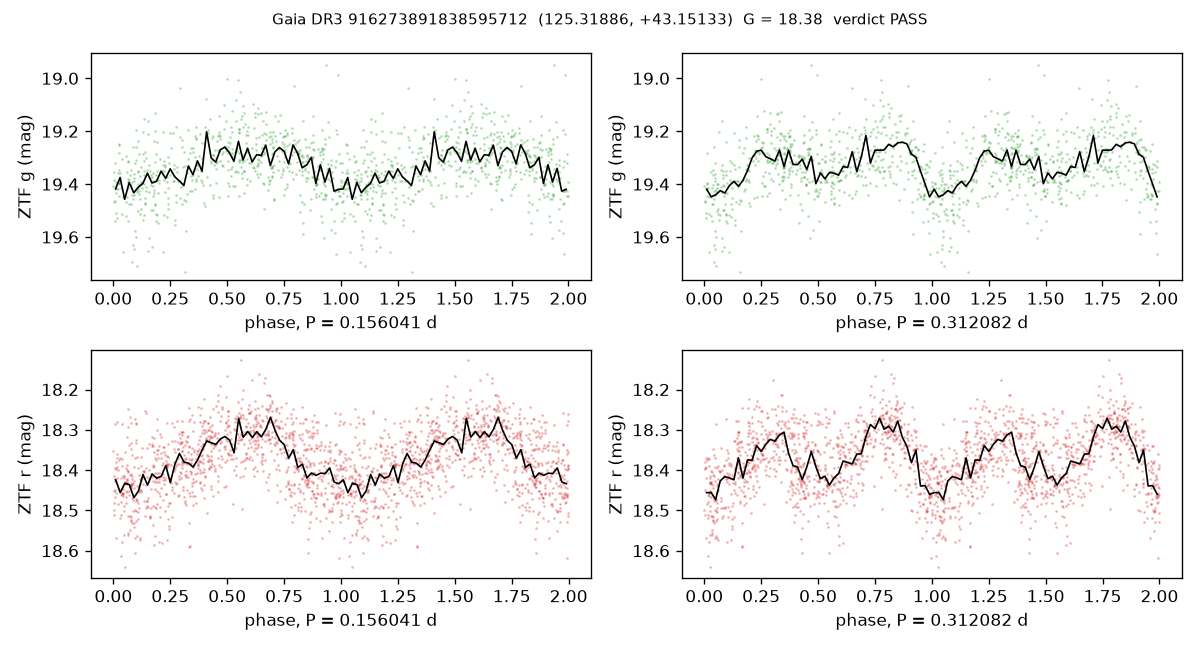 Gaia DR3 916273891838595712  (125.31886, +43.15133)  G = 18.38  verdict PASS
ZTF g (mag)
19.0
19.2
19.4
19.6
0.00 0.25 0.50 0.75 1.00 1.25 1.50 1.75 2.00
phase, P = 0.156041 d
ZTF g (mag)
19.0
19.2
19.4
19.6
0.00 0.25 0.50 0.75 1.00 1.25 1.50 1.75 2.00
phase, P = 0.312082 d
ZTF r (mag)
18.2
18.3
18.4
18.5
18.6
0.00 0.25 0.50 0.75 1.00 1.25 1.50 1.75 2.00
phase, P = 0.156041 d
ZTF r (mag)
18.2
18.3
18.4
18.5
18.6
0.00 0.25 0.50 0.75 1.00 1.25 1.50 1.75 2.00
phase, P = 0.312082 d